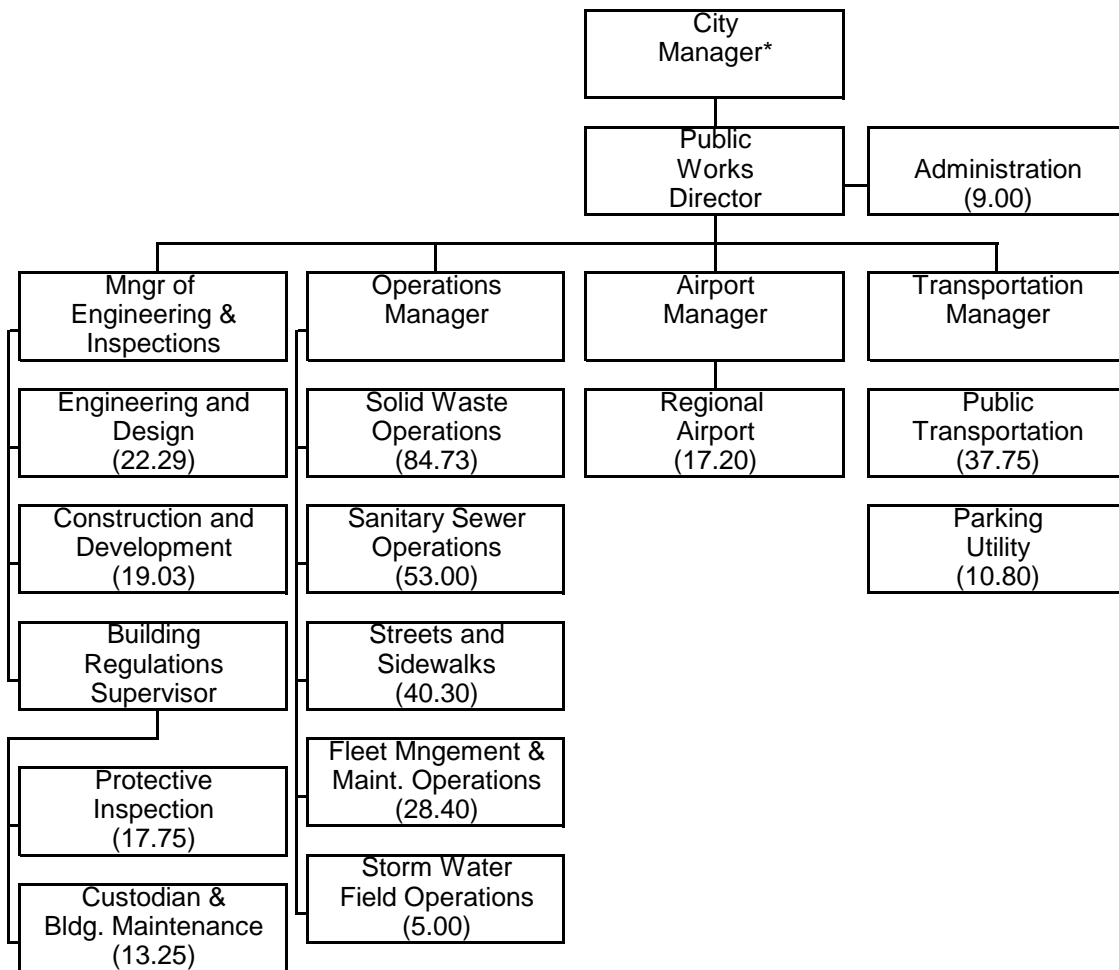 City
Manager*
Public
Works
Director
Administration
(9.00)
Mngr of
Engineering &
Inspections
Operations
Manager
Airport
Manager
Transportation
Manager
Engineering and
Design
(22.29)
Solid Waste
Operations
(84.73)
Regional
Airport
(17.20)
Public
Transportation
(37.75)
Construction and
Development
(19.03)
Sanitary Sewer
Operations
(53.00)
Parking
Utility
(10.80)
Building
Regulations
Supervisor
Streets and
Sidewalks
(40.30)
Protective
Inspection
(17.75)
Fleet Mngement &
Maint. Operations
(28.40)
Custodian &
Bldg. Maintenance
(13.25)
Storm Water
Field Operations
(5.00)